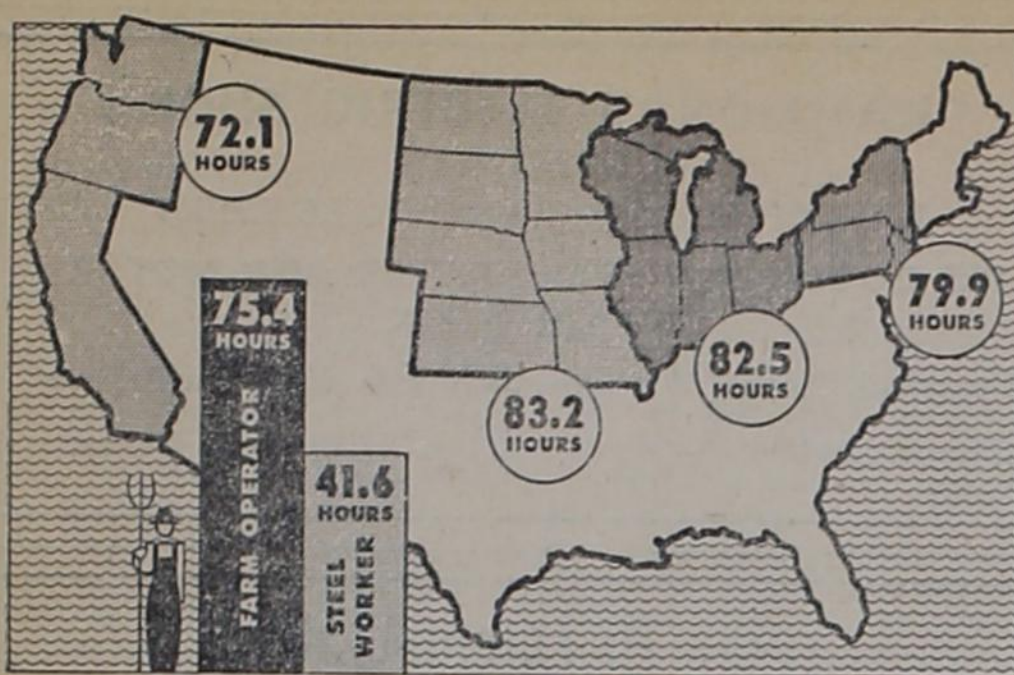 72.1
HOURS
79.9
HOURS
75.4
HOURS
FARM OPERATOR
82.5
HOURS
83.2
HOURS
41.6
HOURS
STEEL
WORKER